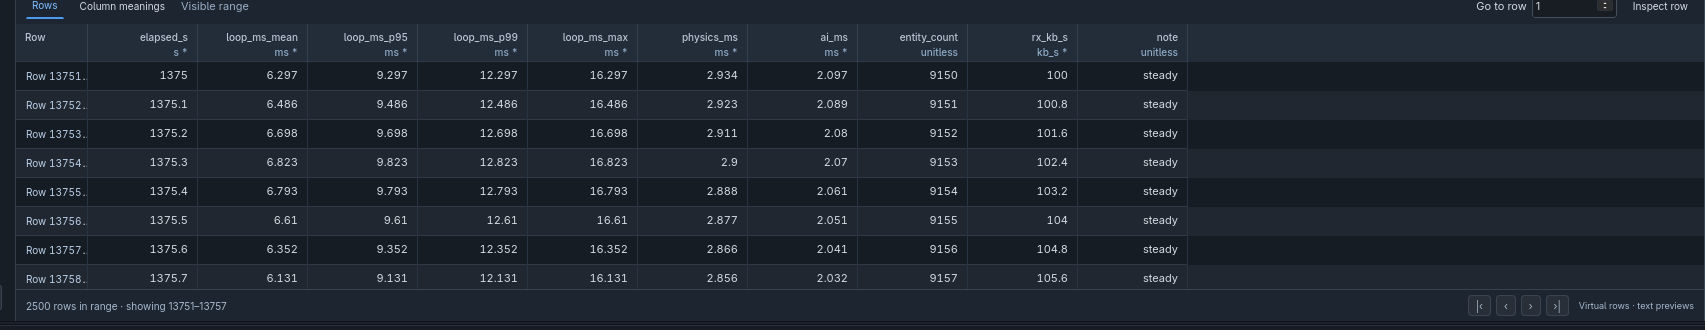 Rows Column meanings Visible range Go to row 1 Inspect row
Row elapsed_s loop_ms_mean loop_ms_p95 loop_ms_p99 loop_ms_max physics_ms ai_ms entity_count rx_kb_s note
s * ms * ms * ms * ms * ms * ms * unitless kb_s * unitless
Row 13751.. 1375 6.297 9.297 12.297 16.297 2.934 2.097 9150 100 steady
Row 13752.. 1375.1 6.486 9.486 12.486 16.486 2.923 2.089 9151 100.8 steady
Row 13753.. 1375.2 6.698 9.698 12.698 16.698 2.911 2.08 9152 101.6 steady
Row 13754.. 1375.3 6.823 9.823 12.823 16.823 2.9 2.07 9153 102.4 steady
Row 13755.. 1375.4 6.793 9.793 12.793 16.793 2.888 2.061 9154 103.2 steady
Row 13756.. 1375.5 6.61 9.61 12.61 16.61 2.877 2.051 9155 104 steady
Row 13757.. 1375.6 6.352 9.352 12.352 16.352 2.866 2.041 9156 104.8 steady
Row 13758.. 1375.7 6.131 9.131 12.131 16.131 2.856 2.032 9157 105.6 steady
2500 rows in range · showing 13751–13757 |‹ ‹ › ›| Virtual rows · text previews